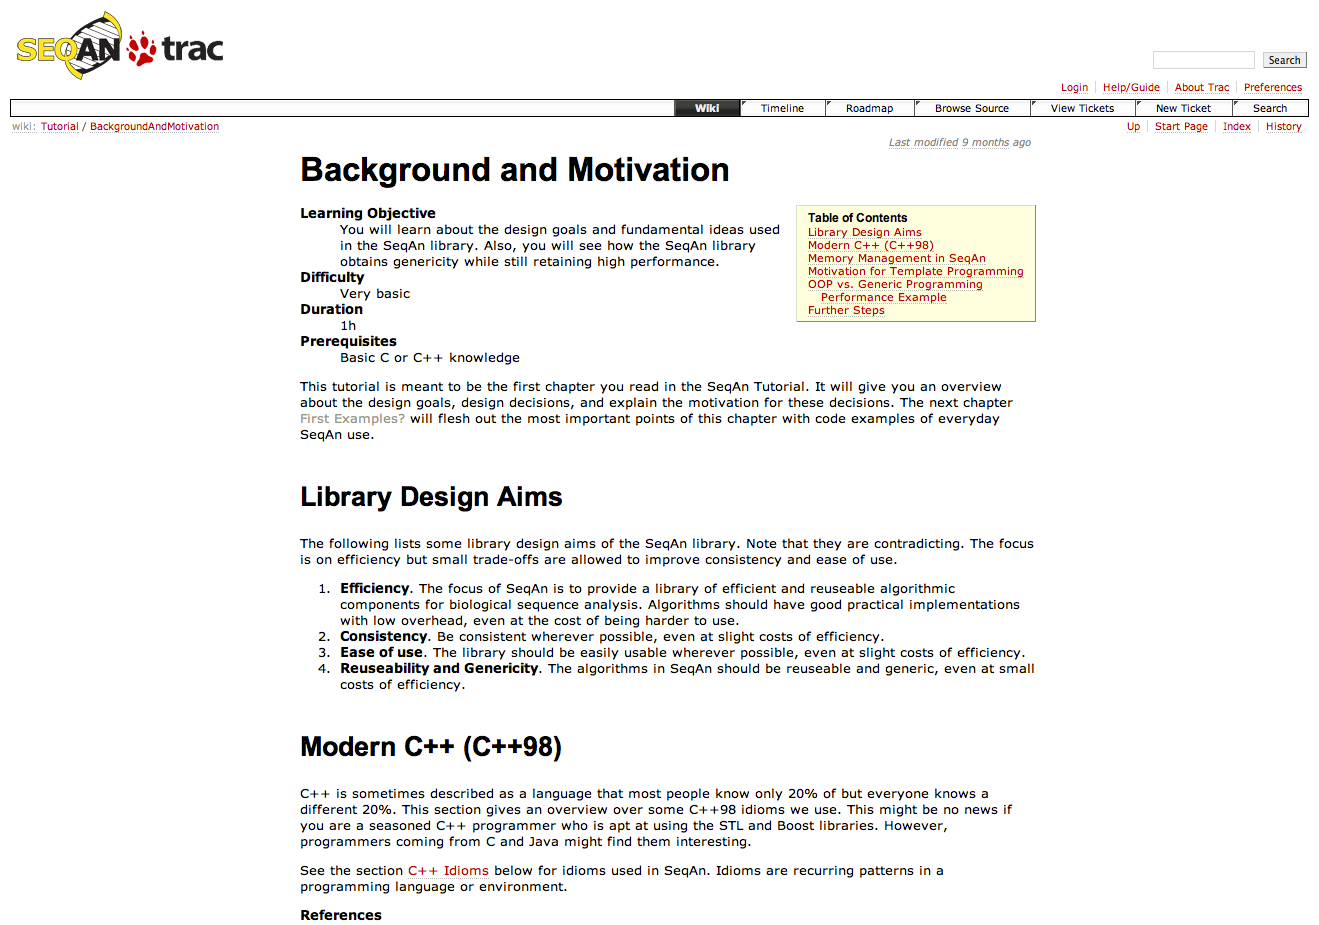 SEQAN trac
Search
Login Help/Guide About Trac Preferences
Wiki Timeline Roadmap Browse Source View Tickets New Ticket Search
wiki: Tutorial / BackgroundAndMotivation
Up Start Page Index History
Last modified 9 months ago
Background and Motivation
Learning Objective
You will learn about the design goals and fundamental ideas used
in the SeqAn library. Also, you will see how the SeqAn library
obtains genericity while still retaining high performance.
Difficulty
Very basic
Duration
1h
Prerequisites
Basic C or C++ knowledge
Table of Contents
Library Design Aims
Modern C++ (C++98)
Memory Management in SeqAn
Motivation for Template Programming
OOP vs. Generic Programming
Performance Example
Further Steps
This tutorial is meant to be the first chapter you read in the SeqAn Tutorial. It will give you an overview
about the design goals, design decisions, and explain the motivation for these decisions. The next chapter
First Examples? will flesh out the most important points of this chapter with code examples of everyday
SeqAn use.
Library Design Aims
The following lists some library design aims of the SeqAn library. Note that they are contradicting. The focus
is on efficiency but small trade-offs are allowed to improve consistency and ease of use.
1. Efficiency. The focus of SeqAn is to provide a library of efficient and reuseable algorithmic
components for biological sequence analysis. Algorithms should have good practical implementations
with low overhead, even at the cost of being harder to use.
2. Consistency. Be consistent wherever possible, even at slight costs of efficiency.
3. Ease of use. The library should be easily usable wherever possible, even at slight costs of efficiency.
4. Reuseability and Genericity. The algorithms in SeqAn should be reuseable and generic, even at small
costs of efficiency.
Modern C++ (C++98)
C++ is sometimes described as a language that most people know only 20% of but everyone knows a
different 20%. This section gives an overview over some C++98 idioms we use. This might be no news if
you are a seasoned C++ programmer who is apt at using the STL and Boost libraries. However,
programmers coming from C and Java might find them interesting.
See the section C++ Idioms below for idioms used in SeqAn. Idioms are recurring patterns in a
programming language or environment.
References